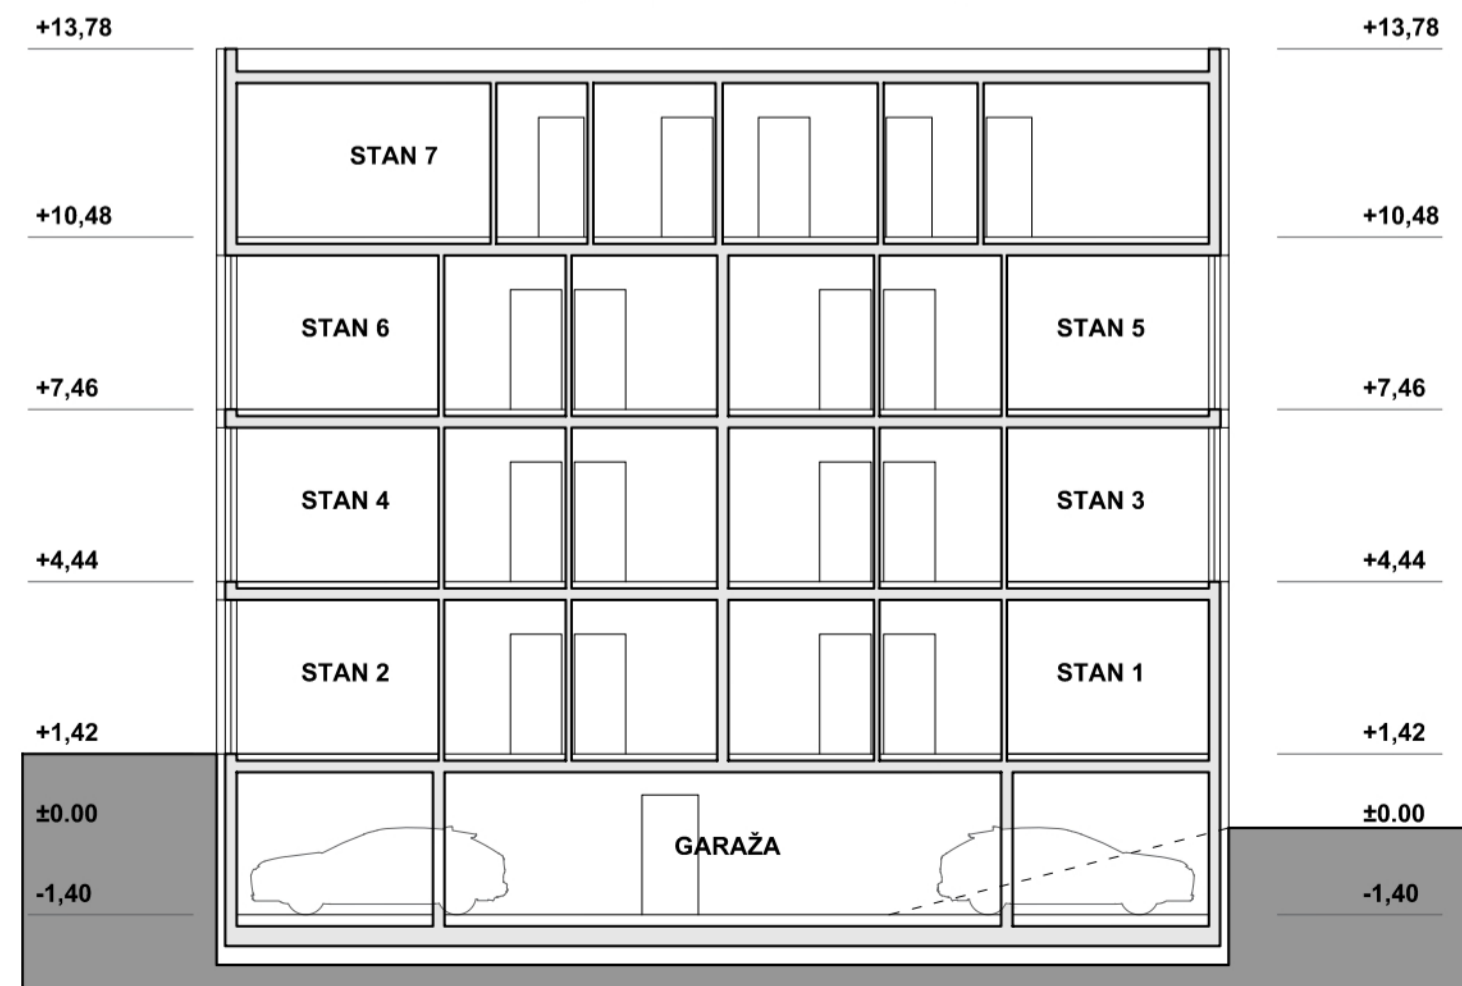 +13,78 +13,78
STAN 7
+10,48 +10,48
STAN 6 STAN 5
+7,46 +7,46
STAN 4 STAN 3
+4,44 +4,44
STAN 2 STAN 1
+1,42 +1,42
±0.00 ±0.00
GARAŽA
-1,40 -1,40